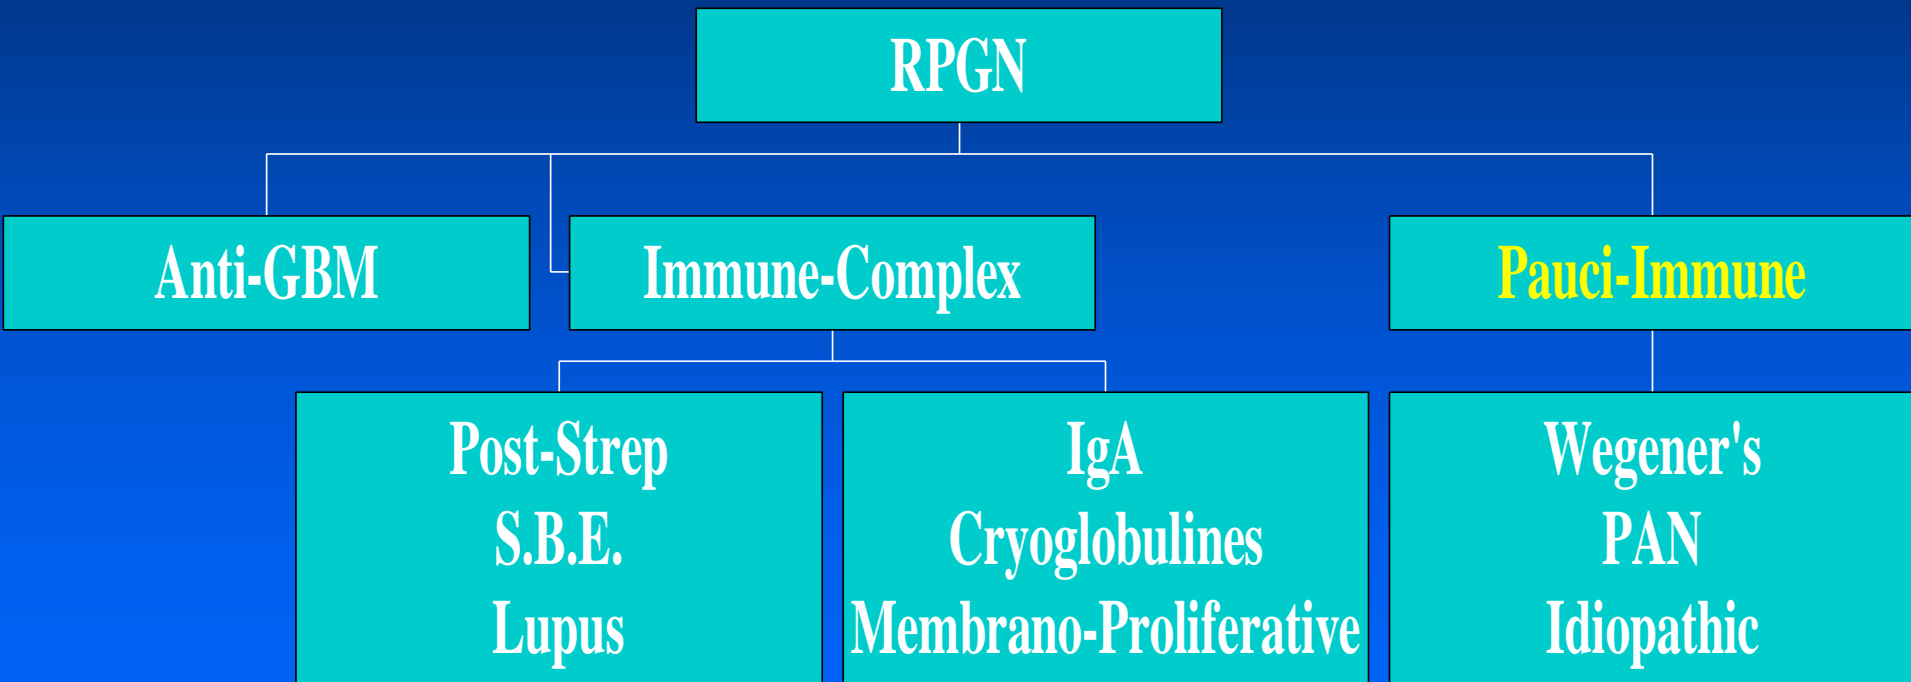 RPGN
Anti-GBM
Immune-Complex
Pauci-Immune
Post-Strep
S.B.E.
Lupus
IgA
Cryoglobulines
Membrano-Proliferative
Wegener's
PAN
Idiopathic